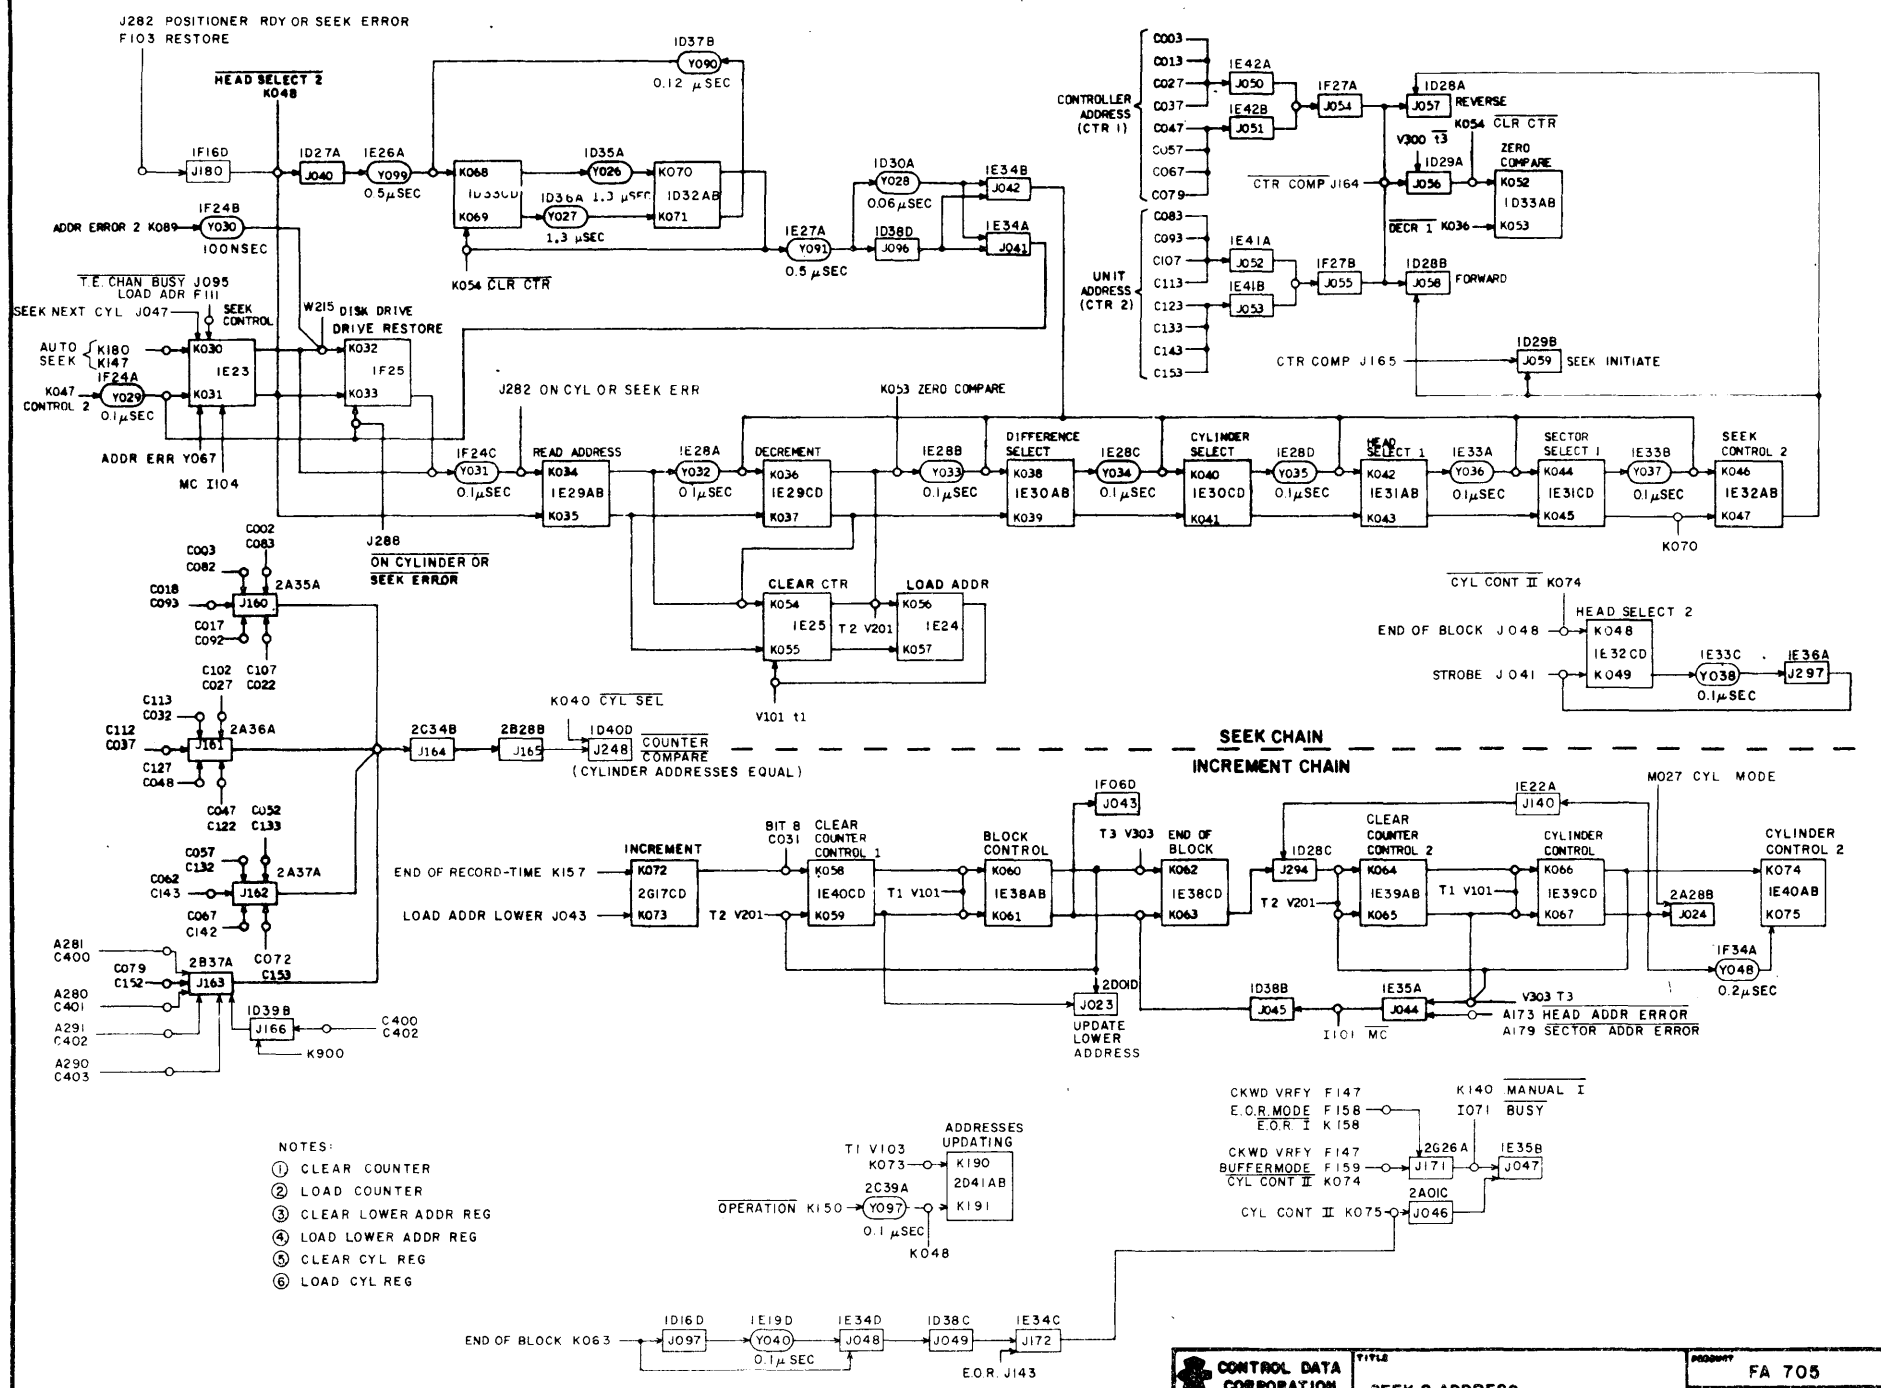 J282 POSITIONER RDY OR SEEK ERROR
F103 RESTORE
HEAD SELECT 2
K048
1F16D
J180
1D27A
J040
1E26A
Y099
0.5 µSEC
1D37B
Y090
0.12 µSEC
K068
1D33CD
K069
1D35A
Y026
1.3 µSEC
1D36A
Y027
1.3 µSEC
K070
1D32AB
K071
K054 CLR CTR
1E27A
Y091
0.5 µSEC
1D30A
Y028
0.06 µSEC
1D38D
J096
1E34B
J042
1E34A
J041
1F24B
ADDR ERROR 2 K089
Y030
100NSEC
T.E. CHAN BUSY J095
LOAD ADR F111
SEEK NEXT CYL J047
SEEK
CONTROL
AUTO
SEEK
K180
K147
1F24A
K047
CONTROL 2
Y029
0.1 µSEC
K030
1E23
K031
ADDR ERR Y067
MC I104
W215
DISK DRIVE
DRIVE RESTORE
K032
1F25
K033
J288
ON CYLINDER OR
SEEK ERROR
CONTROLLER
ADDRESS
(CTR 1)
C003
C013
C027
C037
C047
C057
C067
C079
1E42A
J050
1E42B
J051
1F27A
J054
1D28A
J057
REVERSE
K054 CLR CTR
V300 t3
1D29A
J056
CTR COMP J164
ZERO
COMPARE
K052
1D33AB
K053
DECR 1 K036
UNIT
ADDRESS
(CTR 2)
C083
C093
C107
C113
C123
C133
C143
C153
1E41A
J052
1E41B
J053
1F27B
J055
1D28B
J058
FORWARD
1D29B
CTR COMP J165
J059
SEEK INITIATE
J282 ON CYL OR SEEK ERR
1F24C
Y031
0.1µSEC
READ ADDRESS
K034
1E29AB
K035
1E28A
Y032
0.1µSEC
DECREMENT
K036
1E29CD
K037
K053 ZERO COMPARE
1E28B
Y033
0.1µSEC
DIFFERENCE
SELECT
K038
1E30AB
K039
1E28C
Y034
0.1µSEC
CYLINDER
SELECT
K040
1E30CD
K041
1E28D
Y035
0.1µSEC
HEAD
SELECT 1
K042
1E31AB
K043
1E33A
Y036
0.1µSEC
SECTOR
SELECT 1
K044
1E31CD
K045
1E33B
Y037
0.1µSEC
SEEK
CONTROL 2
K046
1E32AB
K047
K070
CLEAR CTR
K054
1E25
K055
T2 V201
LOAD ADDR
K056
1E24
K057
V101 t1
CYL CONT II K074
HEAD SELECT 2
END OF BLOCK J048
K048
1E32CD
STROBE J041
K049
1E33C
Y038
0.1µSEC
1E36A
J297
C002
C083
C003
C082
C018
C093
2A35A
J160
C017
C092
C107
C022
C102
C027
C113
C032
C112
C037
2A36A
J161
C127
C048
C047
C122
C052
C133
C057
C132
C062
C143
2A37A
J162
C067
C142
C072
C153
A281
C400
2B37A
C079
C152
J163
A280
C401
1D39B
A291
C402
J166
C400
C402
K900
A290
C403
2C34B
J164
2B28B
J165
K040 CYL SEL
1D40D
J248
COUNTER
COMPARE
(CYLINDER ADDRESSES EQUAL)
SEEK CHAIN
INCREMENT CHAIN
INCREMENT
END OF RECORD-TIME K157
K072
2G17CD
LOAD ADDR LOWER J043
K073
BIT 8
C031
T2 V201
CLEAR
COUNTER
CONTROL 1
K058
1E40CD
K059
T1 V101
BLOCK
CONTROL
K060
1E38AB
K061
1F06D
J043
T3 V303
END OF
BLOCK
K062
1E38CD
K063
1D28C
J294
T2 V201
CLEAR
COUNTER
CONTROL 2
K064
1E39AB
K065
1E22A
J140
T1 V101
CYLINDER
CONTROL
K066
1E39CD
K067
M027 CYL MODE
2A28B
J024
CYLINDER
CONTROL 2
K074
1E40AB
K075
1F34A
Y048
0.2µSEC
2D01D
J023
UPDATE
LOWER
ADDRESS
1D38B
J045
I101 MC
1E35A
J044
V303 T3
A173 HEAD ADDR ERROR
A179 SECTOR ADDR ERROR
NOTES:
1 CLEAR COUNTER
2 LOAD COUNTER
3 CLEAR LOWER ADDR REG
4 LOAD LOWER ADDR REG
5 CLEAR CYL REG
6 LOAD CYL REG
ADDRESSES
UPDATING
T1 V103
K073
K190
2D41AB
K191
2C39A
OPERATION K150
Y097
0.1 µSEC
K048
CKWD VRFY F147
E.O.R. MODE F158
E.O.R. I K158
K140 MANUAL I
I071 BUSY
CKWD VRFY F147
BUFFERMODE F159
CYL CONT II K074
2G26A
J171
1E35B
J047
2A01C
CYL CONT II K075
J046
END OF BLOCK K063
1D16D
J097
1E19D
Y040
0.1µSEC
1E34D
J048
1D38C
J049
1E34C
J172
E.O.R. J143
CONTROL DATA
CORPORATION
TITLE
SEEK & ADDRESS
PRODUCT
FA 705